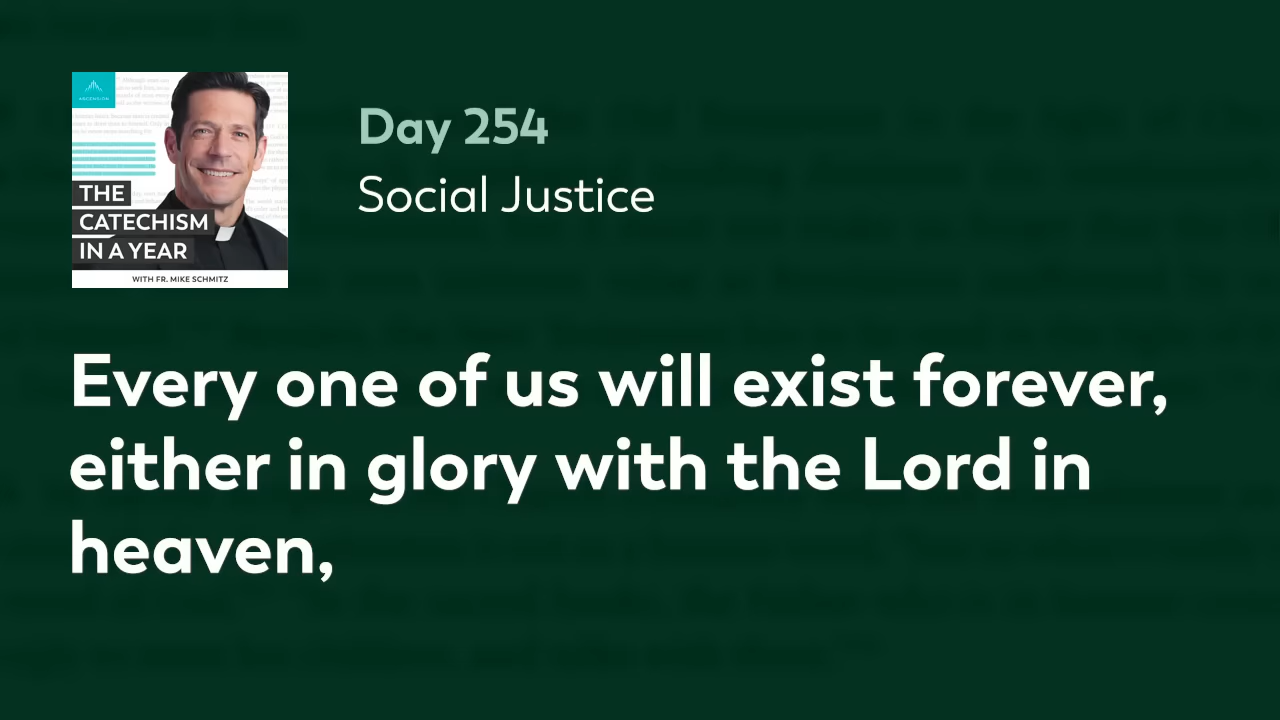 Day 254
Social Justice
ASCENSION
THE
CATECHISM
IN A YEAR
WITH FR. MIKE SCHMITZ
Every one of us will exist forever,
either in glory with the Lord in
heaven,